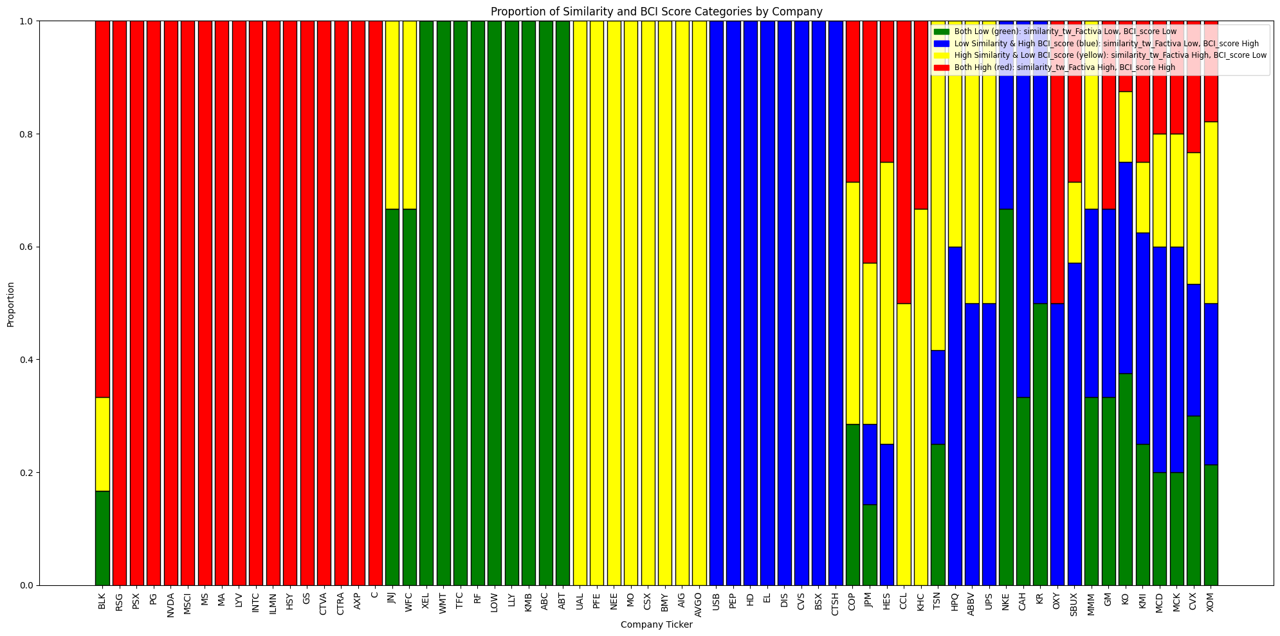 Proportion of Similarity and BCI Score Categories by Company
Both Low (green): similarity_tw_Factiva Low, BCI_score Low
Low Similarity & High BCI_score (blue): similarity_tw_Factiva Low, BCI_score High
High Similarity & Low BCI_score (yellow): similarity_tw_Factiva High, BCI_score Low
Both High (red): similarity_tw_Factiva High, BCI_score High
Proportion
1.0
0.8
0.6
0.4
0.2
0.0
BLK
RSG
PSX
PG
NVDA
MSCI
MS
MA
LYV
INTC
ILMN
HSY
GS
CTVA
CTRA
AXP
C
JNJ
WFC
XEL
WMT
TFC
RF
LOW
LLY
KMB
ABC
ABT
UAL
PFE
NEE
MO
CSX
BMY
AIG
AVGO
USB
PEP
HD
EL
DIS
CVS
BSX
CTSH
COP
JPM
HES
CCL
KHC
TSN
HPQ
ABBV
UPS
NKE
CAH
KR
OXY
SBUX
MMM
GM
KO
KMI
MCD
MCK
CVX
XOM
Company Ticker